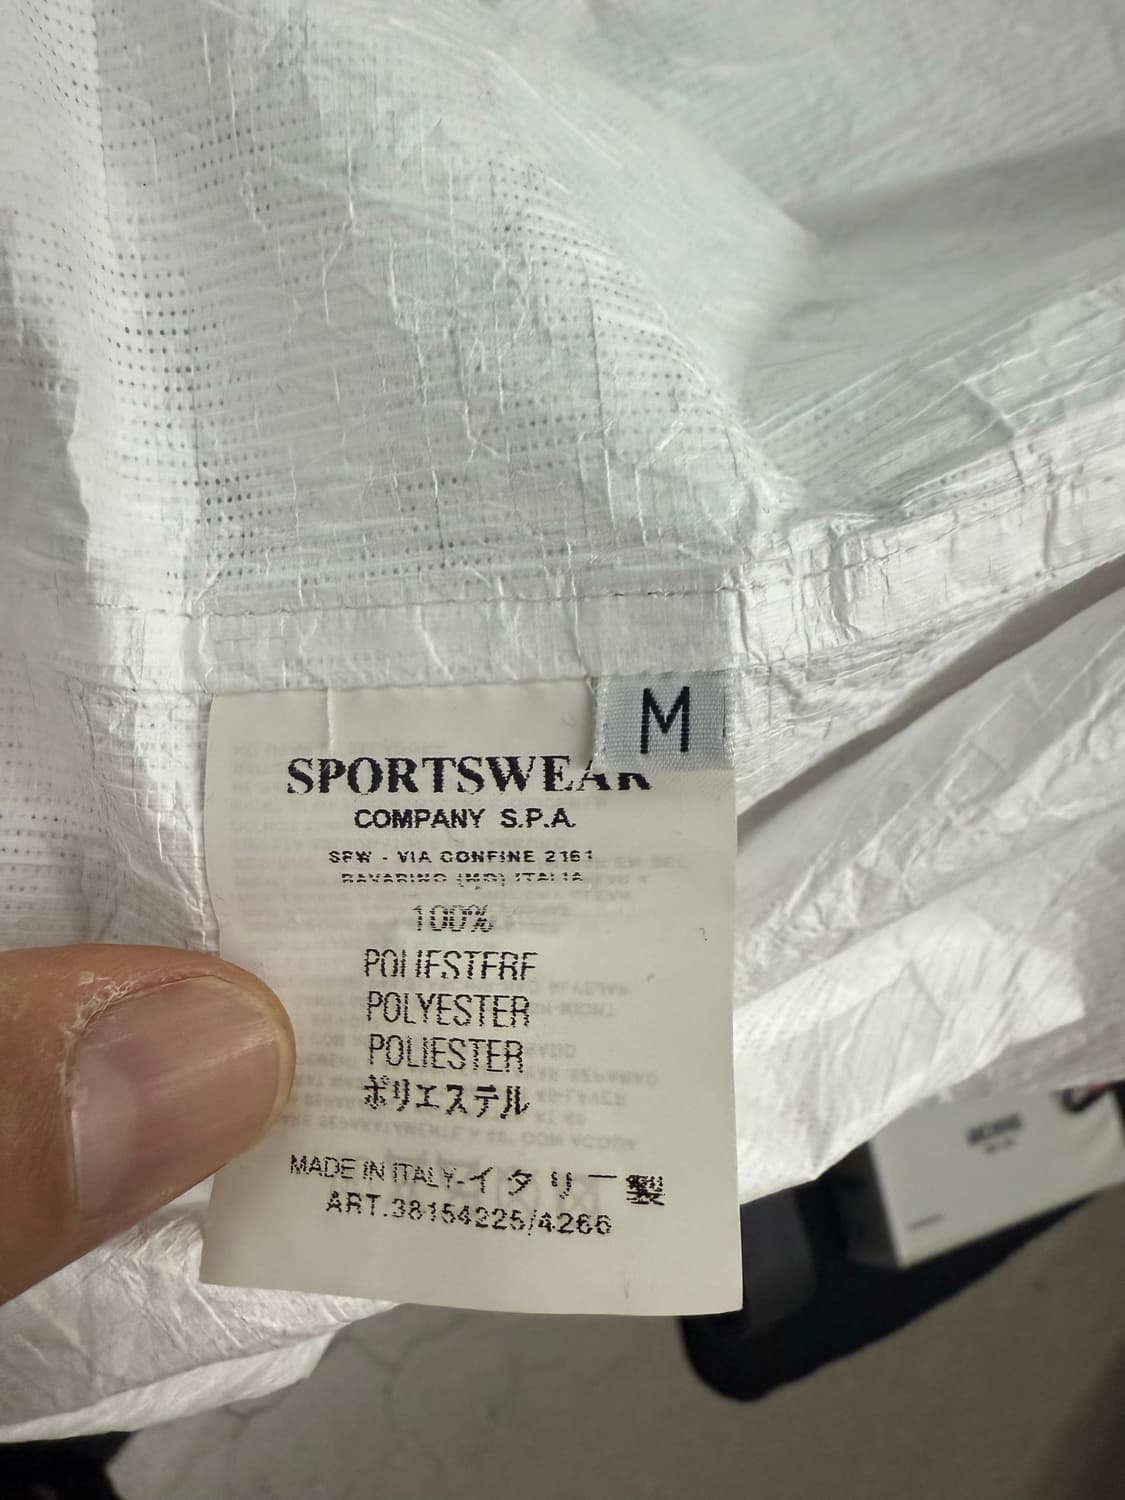 M
SPORTSWEAR
COMPANY S.P.A.
SPW - VIA CONFINE 2161
RAVARINO (MO) ITALIA
100%
POLIESTERE
POLYESTER
POLIESTER
ポリエステル
MADE IN ITALY-イタリー製
ART.38154225/4266